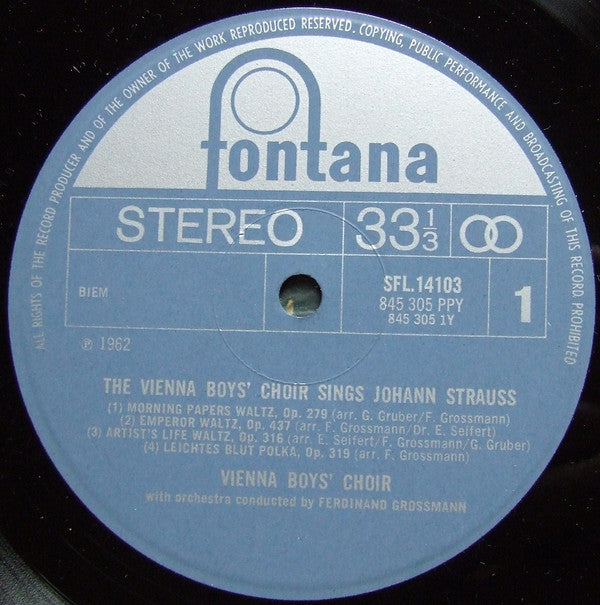 ALL RIGHTS OF THE RECORD PRODUCER AND OF THE OWNER OF THE WORK REPRODUCED RESERVED. COPYING, PUBLIC PERFORMANCE AND BROADCASTING OF THIS RECORD PROHIBITED
fontana
STEREO 33 1/3
BIEM
SFL.14103
845 305 PPY
845 305 1Y
1
℗ 1962
THE VIENNA BOYS' CHOIR SINGS JOHANN STRAUSS
(1) MORNING PAPERS WALTZ, Op. 279 (arr. G. Gruber/F. Grossmann)
(2) EMPEROR WALTZ, Op. 437 (arr. F. Grossmann/Dr. E. Seifert)
(3) ARTIST'S LIFE WALTZ, Op. 316 (arr. E. Seifert/F. Grossmann/G. Gruber)
(4) LEICHTES BLUT POLKA, Op. 319 (arr. F. Grossmann)
VIENNA BOYS' CHOIR
with orchestra conducted by FERDINAND GROSSMANN